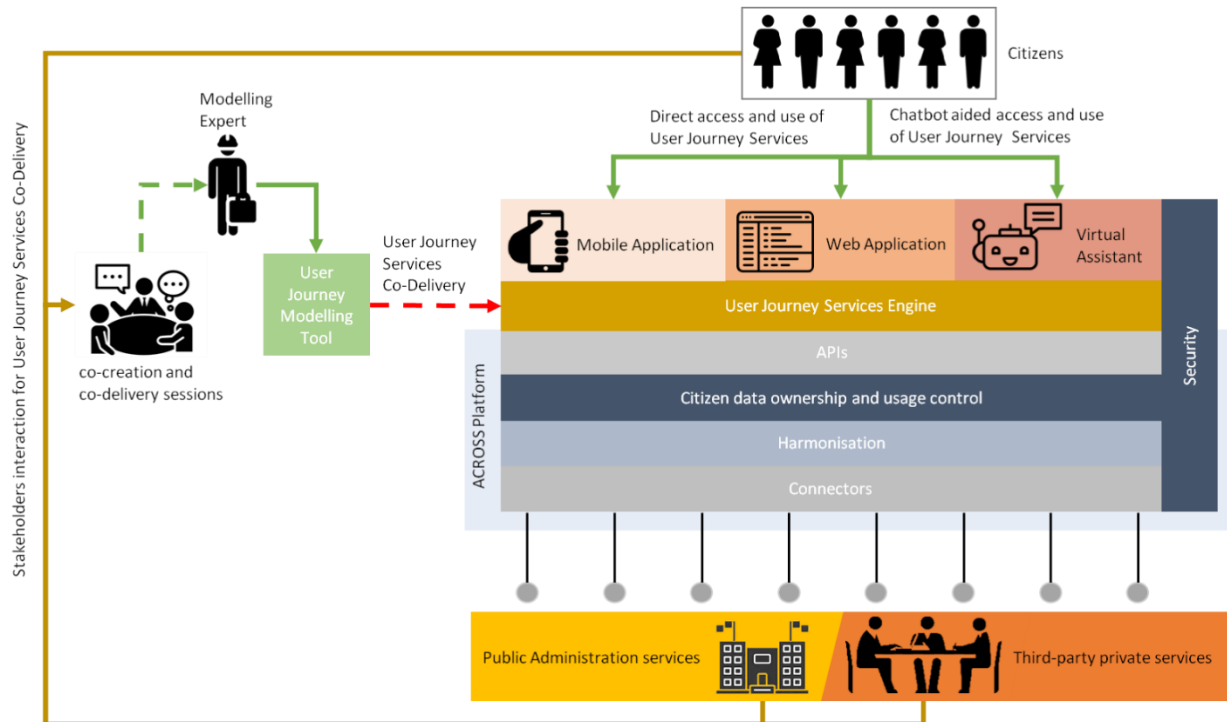 Citizens
Modelling
Expert
Direct access and use of
User Journey Services
Chatbot aided access and use
of User Journey  Services
Stakeholders interaction for User Journey Services Co-Delivery
Mobile Application
Web Application
Virtual
Assistant
User Journey
Services
Co-Delivery
User
Journey
Modelling
Tool
User Journey Services Engine
Security
co-creation and
co-delivery sessions
ACROSS Platform
APIs
Citizen data ownership and usage control
Harmonisation
Connectors
Public Administration services
Third-party private services